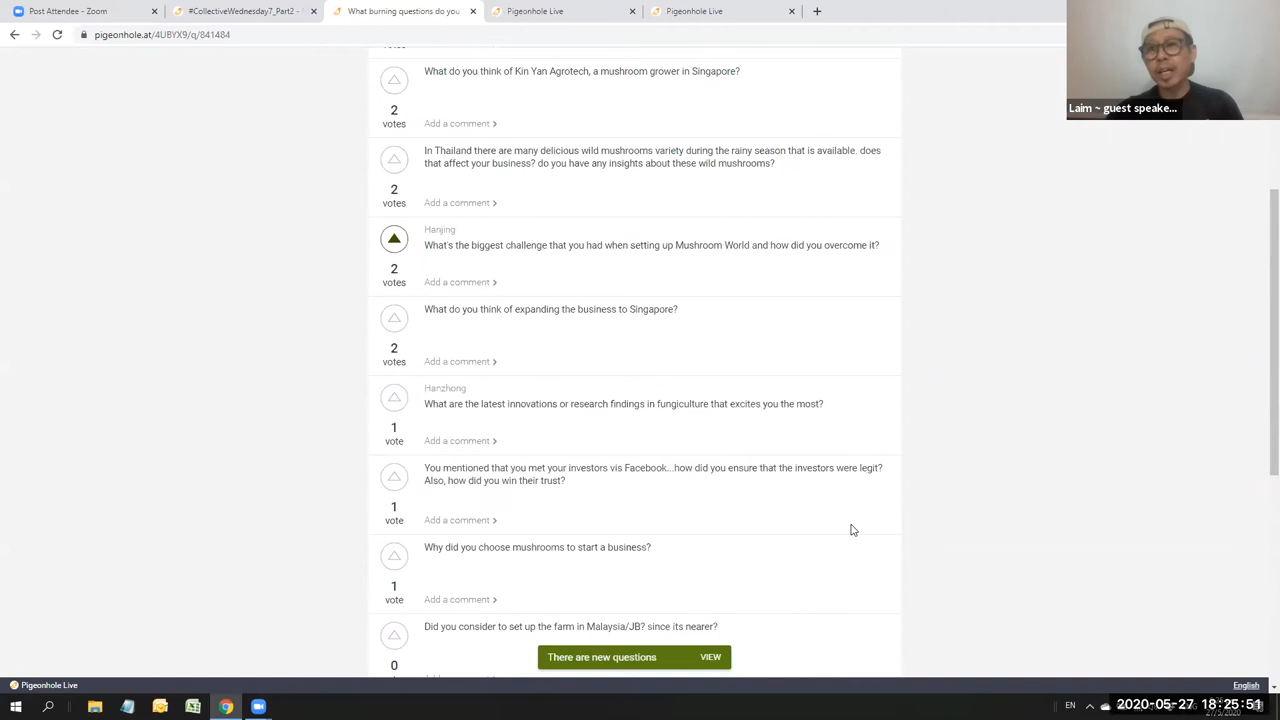 Post Attendee - Zoom
#CollectiveWednesday7_Part2 -
What burning questions do you
Pigeonhole Live
Pigeonhole Live
pigeonhole.at/4UBYX9/q/841484
Laim ~ guest speake...
votes
What do you think of Kin Yan Agrotech, a mushroom grower in Singapore?
2
votes
Add a comment
In Thailand there are many delicious wild mushrooms variety during the rainy season that is available. does
that affect your business? do you have any insights about these wild mushrooms?
2
votes
Add a comment
Hanjing
What's the biggest challenge that you had when setting up Mushroom World and how did you overcome it?
2
votes
Add a comment
What do you think of expanding the business to Singapore?
2
votes
Add a comment
Hanzhong
What are the latest innovations or research findings in fungiculture that excites you the most?
1
vote
Add a comment
You mentioned that you met your investors vis Facebook...how did you ensure that the investors were legit?
Also, how did you win their trust?
1
vote
Add a comment
Why did you choose mushrooms to start a business?
1
vote
Add a comment
Did you consider to set up the farm in Malaysia/JB? since its nearer?
0
There are new questions VIEW
Pigeonhole Live
English
EN
2020-05-27 18:25:51